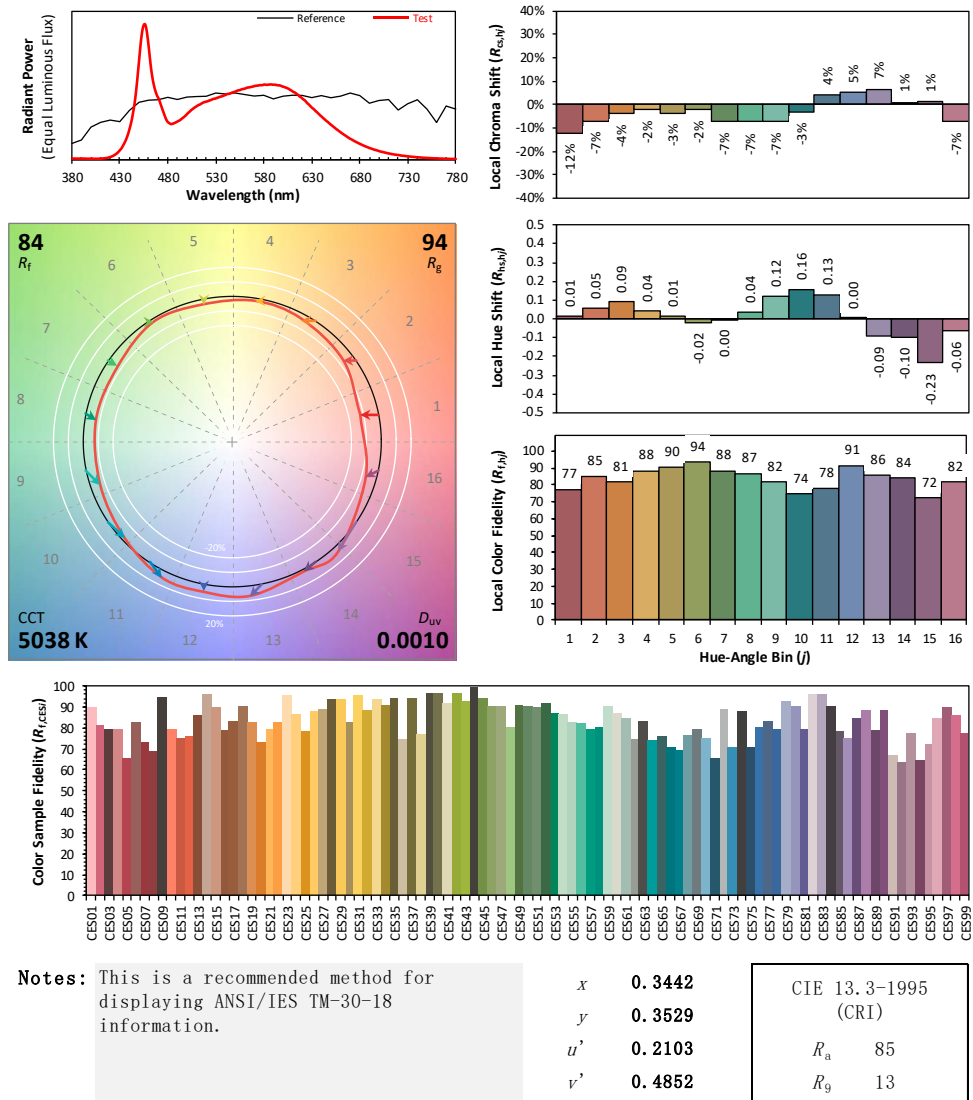 Radiant Power
(Equal Luminous Flux)
Reference
Test
380 430 480 530 580 630 680 730 780
Wavelength (nm)
Local Chroma Shift (Rcs,hj)
40%
30%
20%
10%
0%
-10%
-20%
-30%
-40%
-12% -7% -4% -2% -3% -2% -7% -7% -7% -3% 4% 5% 7% 1% 1% -7%
84
Rf
94
Rg
5 4
6 3
7 2
8 1
9 16
10 15
11 14
12 13
-20%
20%
CCT
5038 K
Duv
0.0010
Local Hue Shift (Rhs,hj)
0.5
0.4
0.3
0.2
0.1
0.0
-0.1
-0.2
-0.3
-0.4
-0.5
0.01 0.05 0.09 0.04 0.01 -0.02 0.00 0.04 0.12 0.16 0.13 0.00 -0.09 -0.10 -0.23 -0.06
Local Color Fidelity (Rf,hj)
100
90
80
70
60
50
40
30
20
10
0
77 85 81 88 90 94 88 87 82 74 78 91 86 84 72 82
1 2 3 4 5 6 7 8 9 10 11 12 13 14 15 16
Hue-Angle Bin (j)
Color Sample Fidelity (Rf,CESi)
100
90
80
70
60
50
40
30
20
10
0
CES01 CES03 CES05 CES07 CES09 CES11 CES13 CES15 CES17 CES19 CES21 CES23 CES25 CES27 CES29 CES31 CES33 CES35 CES37 CES39 CES41 CES43 CES45 CES47 CES49 CES51 CES53 CES55 CES57 CES59 CES61 CES63 CES65 CES67 CES69 CES71 CES73 CES75 CES77 CES79 CES81 CES83 CES85 CES87 CES89 CES91 CES93 CES95 CES97 CES99
Notes: This is a recommended method for
displaying ANSI/IES TM-30-18
information.
x 0.3442
y 0.3529
u' 0.2103
v' 0.4852
CIE 13.3-1995
(CRI)
Ra 85
R9 13